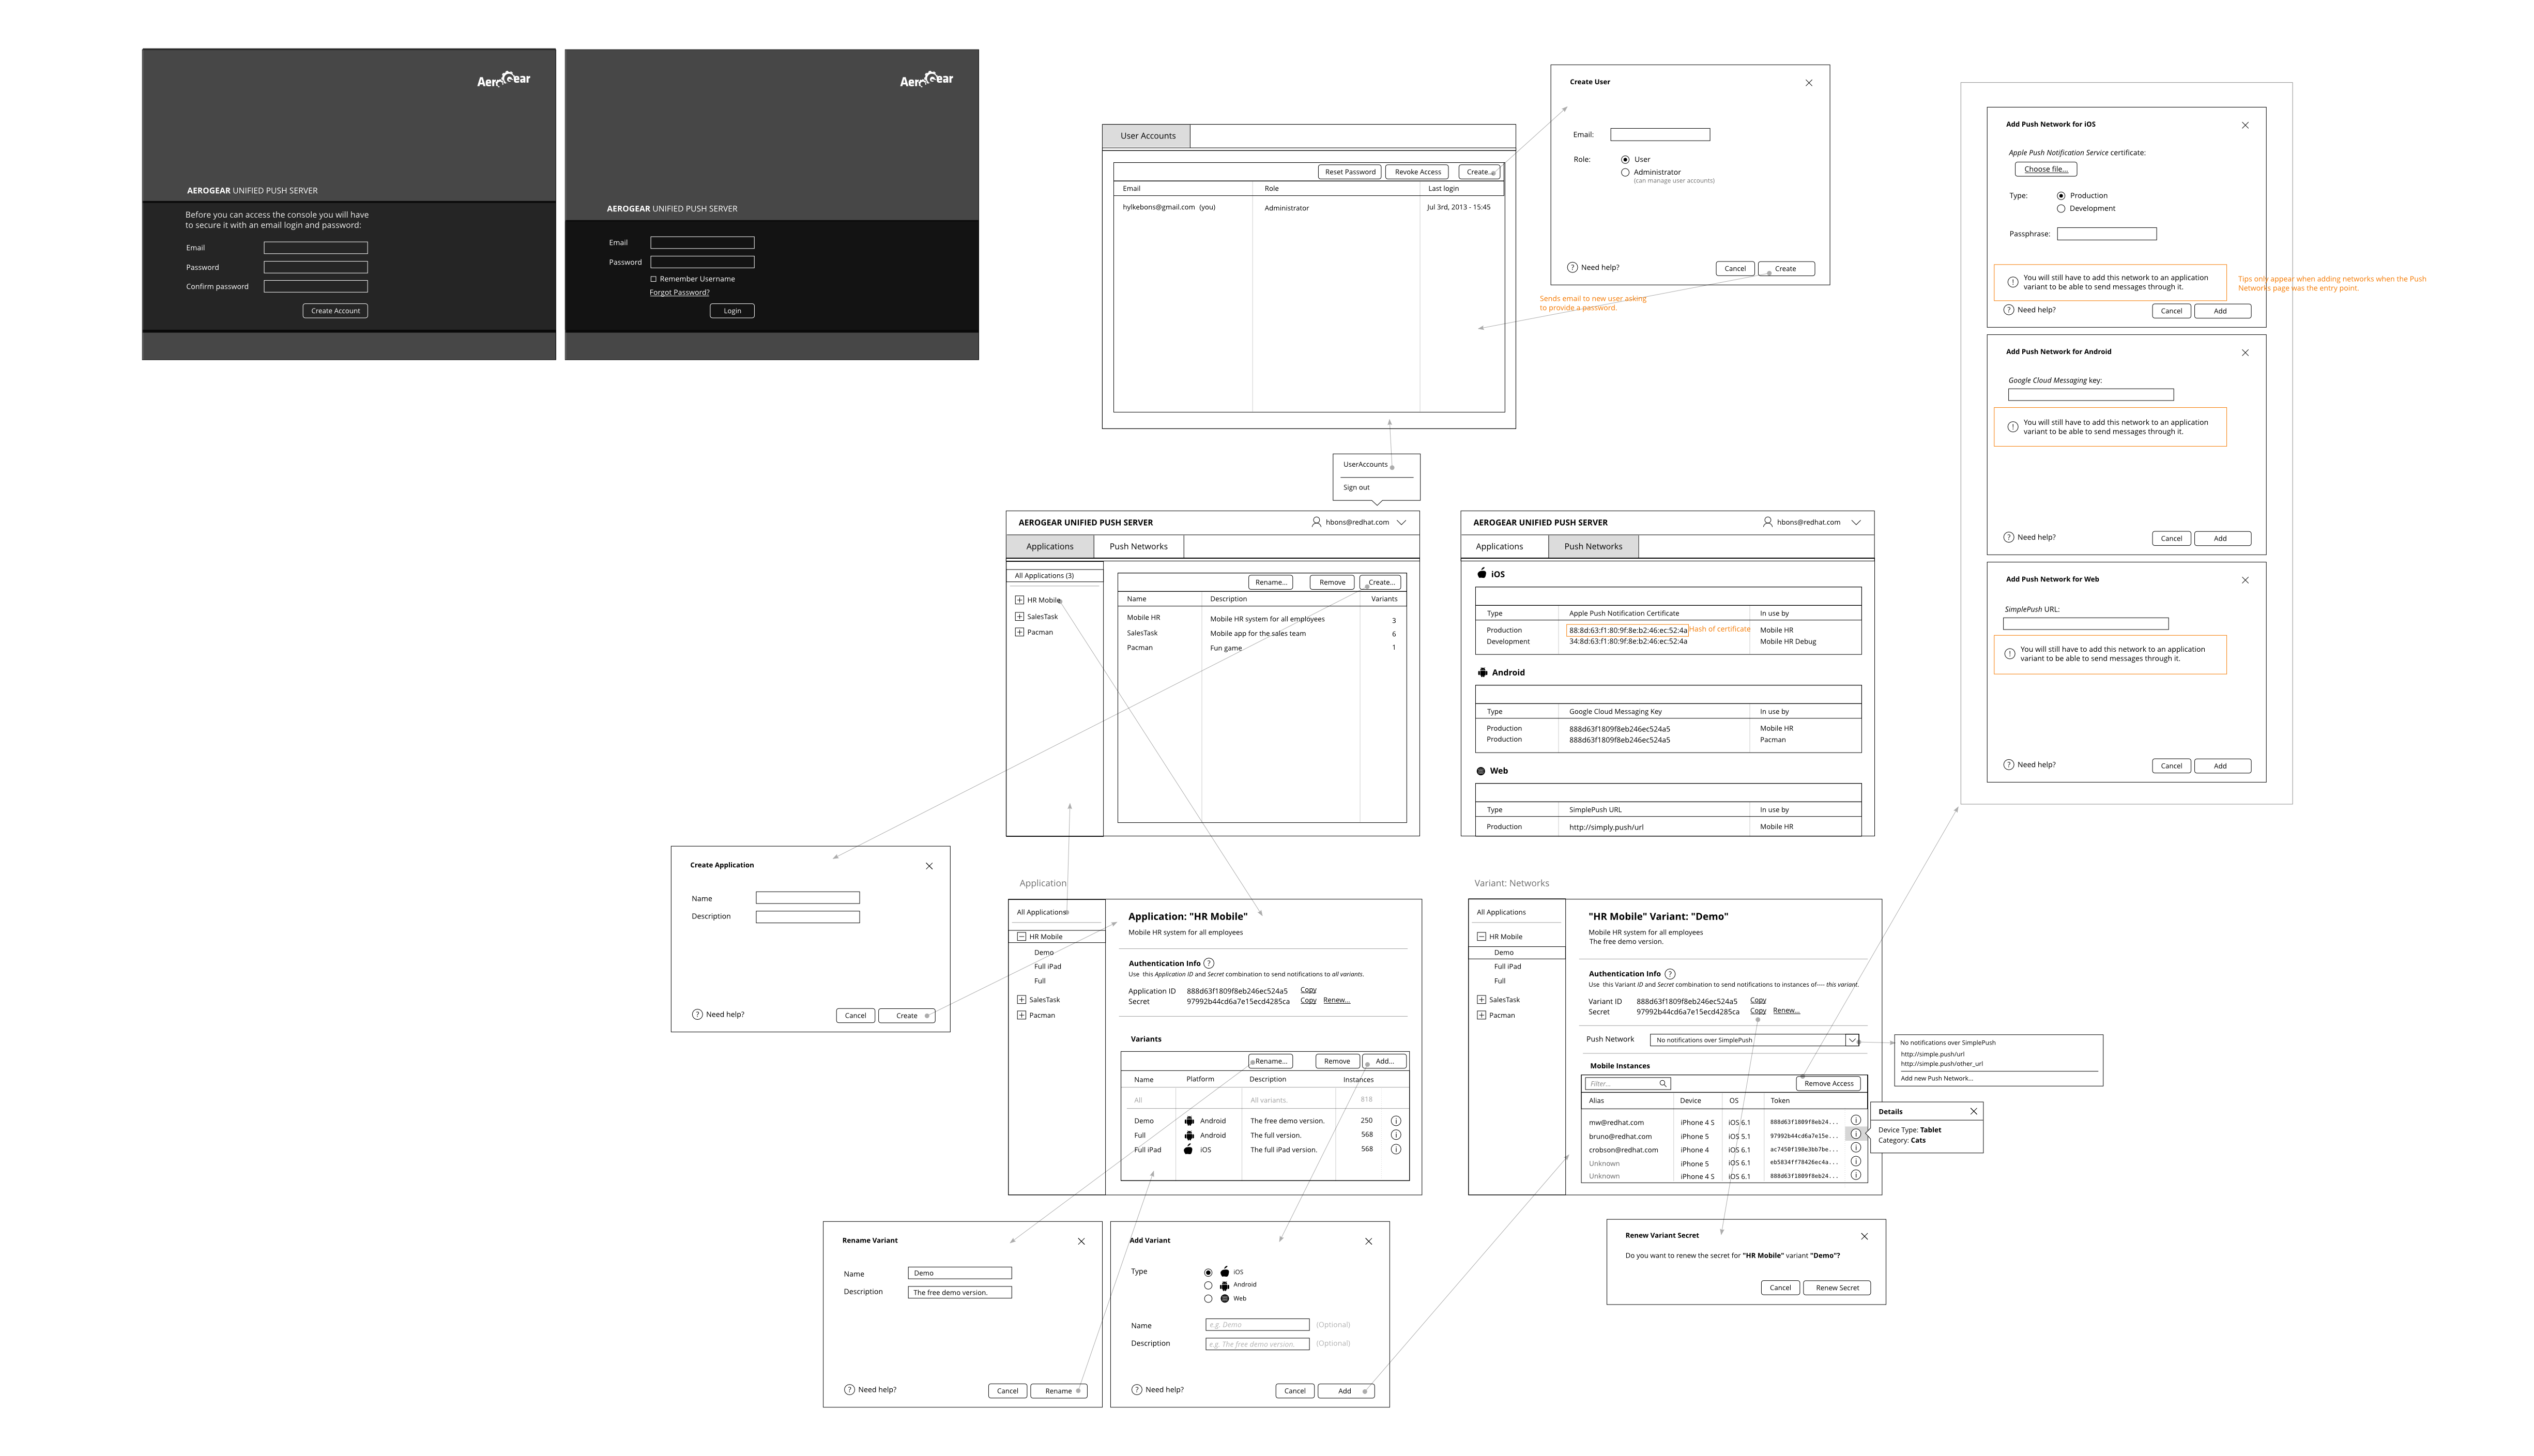 AeroGear
AEROGEAR UNIFIED PUSH SERVER
Before you can access the console you will have
to secure it with an email login and password:
Email
Password
Confirm password
Create Account
AeroGear
AEROGEAR UNIFIED PUSH SERVER
Email
Password
Remember Username
Forgot Password?
Login
User Accounts
Reset Password Revoke Access Create...
Email Role Last login
hylkebons@gmail.com (you) Administrator Jul 3rd, 2013 - 15:45
Create User
Email:
Role: User
Administrator
(can manage user accounts)
Need help? Cancel Create
Sends email to new user asking
to provide a password.
Add Push Network for iOS
Apple Push Notification Service certificate:
Choose file...
Type: Production
Development
Passphrase:
You will still have to add this network to an application
variant to be able to send messages through it.
Need help? Cancel Add
Tips only appear when adding networks when the Push
Networks page was the entry point.
Add Push Network for Android
Google Cloud Messaging key:
You will still have to add this network to an application
variant to be able to send messages through it.
Need help? Cancel Add
Add Push Network for Web
SimplePush URL:
You will still have to add this network to an application
variant to be able to send messages through it.
Need help? Cancel Add
UserAccounts
Sign out
AEROGEAR UNIFIED PUSH SERVER hbons@redhat.com
Applications Push Networks
All Applications (3)
HR Mobile
SalesTask
Pacman
Rename... Remove Create...
Name Description Variants
Mobile HR Mobile HR system for all employees 3
SalesTask Mobile app for the sales team 6
Pacman Fun game 1
AEROGEAR UNIFIED PUSH SERVER hbons@redhat.com
Applications Push Networks
iOS
Type Apple Push Notification Certificate In use by
Production 88:8d:63:f1:80:9f:8e:b2:46:ec:52:4a Hash of certificate Mobile HR
Development 34:8d:63:f1:80:9f:8e:b2:46:ec:52:4a Mobile HR Debug
Android
Type Google Cloud Messaging Key In use by
Production 888d63f1809f8eb246ec524a5 Mobile HR
Production 888d63f1809f8eb246ec524a5 Pacman
Web
Type SimplePush URL In use by
Production http://simply.push/url Mobile HR
Create Application
Name
Description
Need help? Cancel Create
Application
All Applications
HR Mobile
Demo
Full iPad
Full
SalesTask
Pacman
Application: "HR Mobile"
Mobile HR system for all employees
Authentication Info ?
Use this Application ID and Secret combination to send notifications to all variants.
Application ID 888d63f1809f8eb246ec524a5 Copy
Secret 97992b44cd6a7e15ecd4285ca Copy Renew...
Variants
Rename... Remove Add...
Name Platform Description Instances
All All variants. 818
Demo Android The free demo version. 250
Full Android The full version. 568
Full iPad iOS The full iPad version. 568
Variant: Networks
All Applications
HR Mobile
Demo
Full iPad
Full
SalesTask
Pacman
"HR Mobile" Variant: "Demo"
Mobile HR system for all employees
The free demo version.
Authentication Info ?
Use this Variant ID and Secret combination to send notifications to instances of---- this variant.
Variant ID 888d63f1809f8eb246ec524a5 Copy
Secret 97992b44cd6a7e15ecd4285ca Copy Renew...
Push Network No notifications over SimplePush
Mobile Instances
Filter... Remove Access
Alias Device OS Token
mw@redhat.com iPhone 4 S iOS 6.1 888d63f1809f8eb24...
bruno@redhat.com iPhone 5 iOS 5.1 97992b44cd6a7e15e...
crobson@redhat.com iPhone 4 iOS 6.1 ac7450f198e3bb7be...
Unknown iPhone 5 iOS 6.1 eb5834ff78426ec4a...
Unknown iPhone 4 S iOS 6.1 888d63f1809f8eb24...
No notifications over SimplePush
http://simple.push/url
http://simple.push/other_url
Add new Push Network...
Details
Device Type: Tablet
Category: Cats
Rename Variant
Name Demo
Description The free demo version.
Need help? Cancel Rename
Add Variant
Type iOS
Android
Web
Name e.g. Demo (Optional)
Description e.g. The free demo version. (Optional)
Need help? Cancel Add
Renew Variant Secret
Do you want to renew the secret for "HR Mobile" variant "Demo"?
Cancel Renew Secret